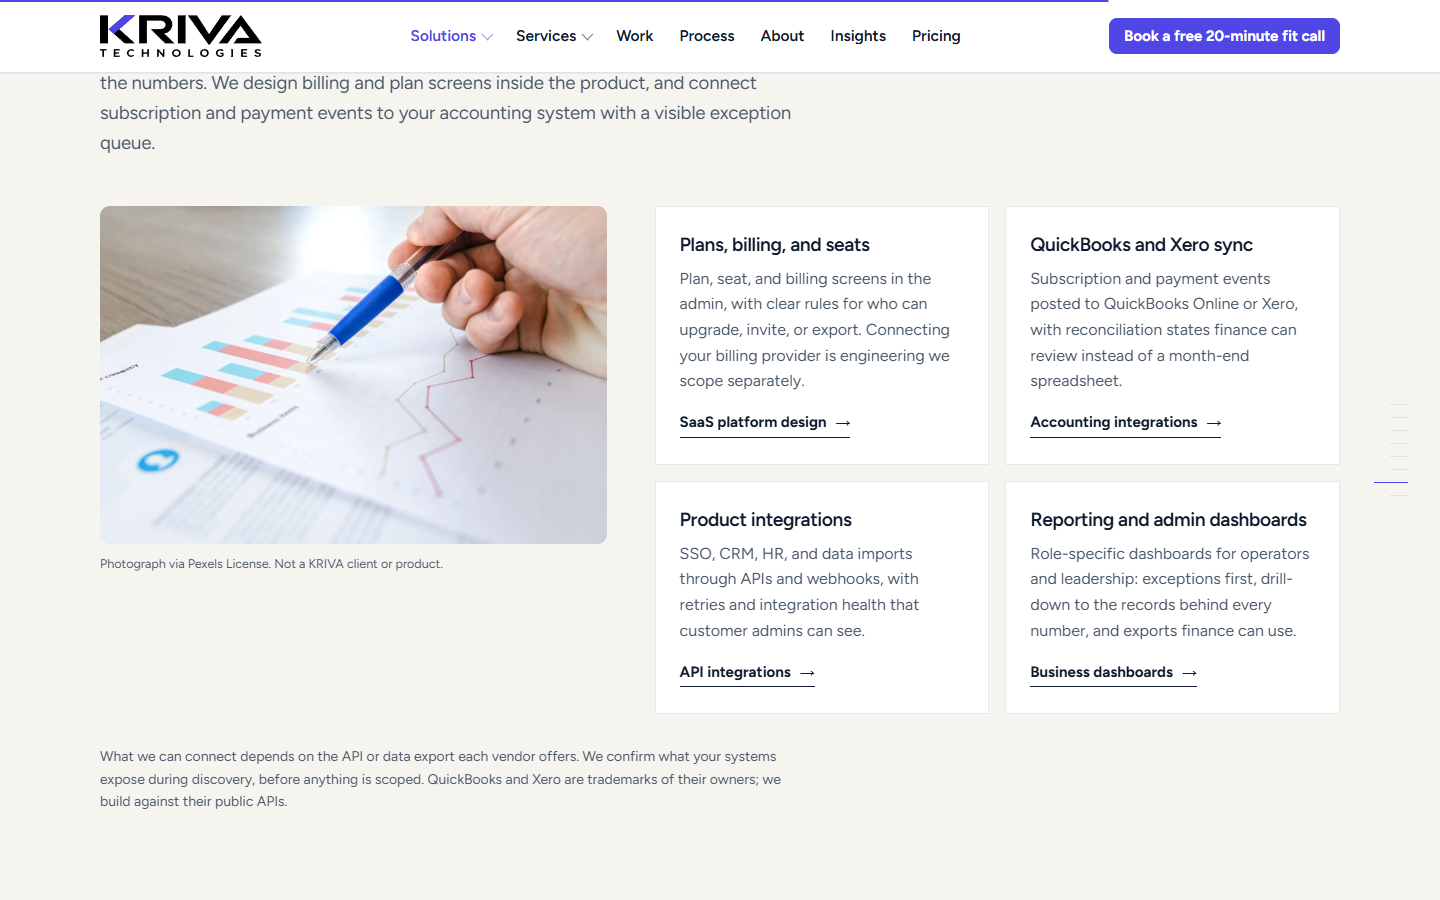 KRIVA
TECHNOLOGIES
Solutions
Services
Work
Process
About
Insights
Pricing
Book a free 20-minute fit call
the numbers. We design billing and plan screens inside the product, and connect
subscription and payment events to your accounting system with a visible exception
queue.
Photograph via Pexels License. Not a KRIVA client or product.
Plans, billing, and seats
Plan, seat, and billing screens in the
admin, with clear rules for who can
upgrade, invite, or export. Connecting
your billing provider is engineering we
scope separately.
SaaS platform design →
QuickBooks and Xero sync
Subscription and payment events
posted to QuickBooks Online or Xero,
with reconciliation states finance can
review instead of a month-end
spreadsheet.
Accounting integrations →
Product integrations
SSO, CRM, HR, and data imports
through APIs and webhooks, with
retries and integration health that
customer admins can see.
API integrations →
Reporting and admin dashboards
Role-specific dashboards for operators
and leadership: exceptions first, drill-
down to the records behind every
number, and exports finance can use.
Business dashboards →
What we can connect depends on the API or data export each vendor offers. We confirm what your systems
expose during discovery, before anything is scoped. QuickBooks and Xero are trademarks of their owners; we
build against their public APIs.